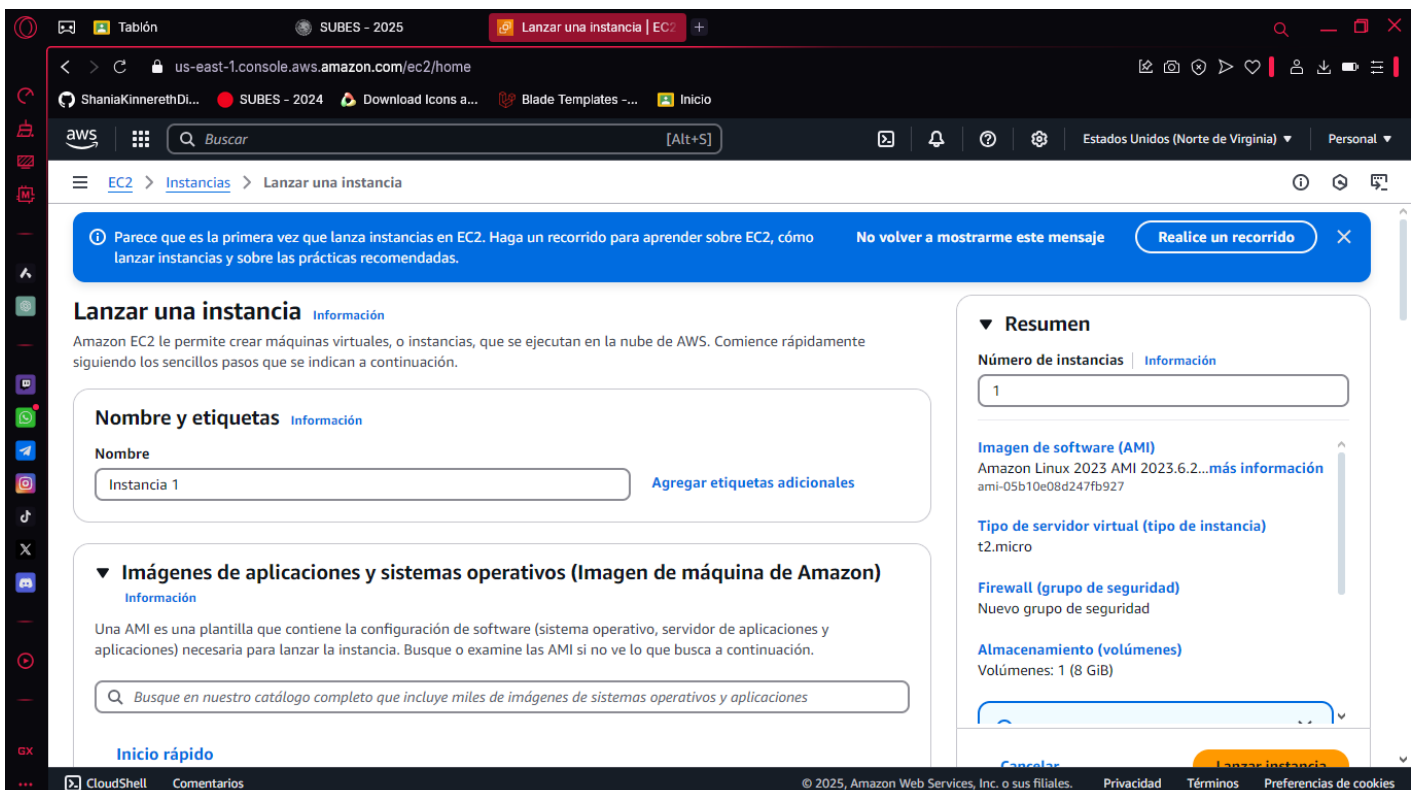 Tablón
SUBES - 2025
Lanzar una instancia | EC2
us-east-1.console.aws.amazon.com/ec2/home
ShaniaKinnerethDi...
SUBES - 2024
Download Icons a...
Blade Templates -...
Inicio
aws
Buscar
[Alt+S]
Estados Unidos (Norte de Virginia)
Personal
EC2 > Instancias > Lanzar una instancia
Parece que es la primera vez que lanza instancias en EC2. Haga un recorrido para aprender sobre EC2, cómo
lanzar instancias y sobre las prácticas recomendadas.
No volver a mostrarme este mensaje
Realice un recorrido
Lanzar una instancia Información
Amazon EC2 le permite crear máquinas virtuales, o instancias, que se ejecutan en la nube de AWS. Comience rápidamente
siguiendo los sencillos pasos que se indican a continuación.
Nombre y etiquetas Información
Nombre
Instancia 1
Agregar etiquetas adicionales
Imágenes de aplicaciones y sistemas operativos (Imagen de máquina de Amazon)
Información
Una AMI es una plantilla que contiene la configuración de software (sistema operativo, servidor de aplicaciones y
aplicaciones) necesaria para lanzar la instancia. Busque o examine las AMI si no ve lo que busca a continuación.
Busque en nuestro catálogo completo que incluye miles de imágenes de sistemas operativos y aplicaciones
Inicio rápido
Resumen
Número de instancias Información
1
Imagen de software (AMI)
Amazon Linux 2023 AMI 2023.6.2...más información
ami-05b10e08d247fb927
Tipo de servidor virtual (tipo de instancia)
t2.micro
Firewall (grupo de seguridad)
Nuevo grupo de seguridad
Almacenamiento (volúmenes)
Volúmenes: 1 (8 GiB)
Cancelar
Lanzar instancia
GX
CloudShell
Comentarios
© 2025, Amazon Web Services, Inc. o sus filiales.
Privacidad
Términos
Preferencias de cookies